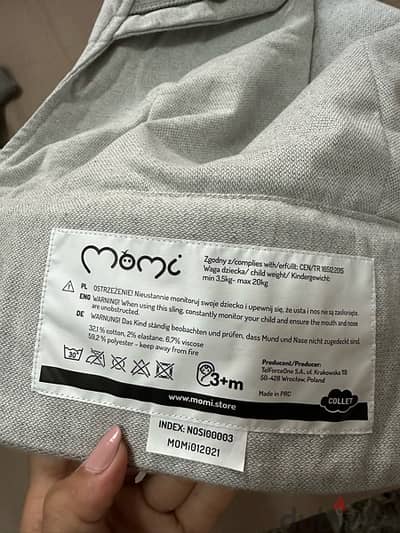 momi
Zgodny z/complies with/erfüllt: CEN/TR 16512:2015
Waga dziecka/ child weight/ Kindergewicht:
min 3.5kg- max 20kg
PL OSTRZEŻENIE! Nieustannie monitoruj swoje dziecko i upewnij się, że usta i nos nie są zasłonięte.
ENG WARNING! When using this sling, constantly monitor your child and ensure the mouth and nose
are unobstructed.
DE WARNUNG! Das Kind ständig beobachten und prüfen, dass Mund und Nase nicht zugedeckt sind.
32,1 % cotton, 2% elastane, 6,7% viscose
59,2 % polyester - keep away from fire
30°
3+m
Producent/Producer:
TelForceOne S.A., ul. Krakowska 119
50-428 Wrocław, Poland
Made in PRC
www.momi.store
COLLET
INDEX: NOSI00003
MOMI012021